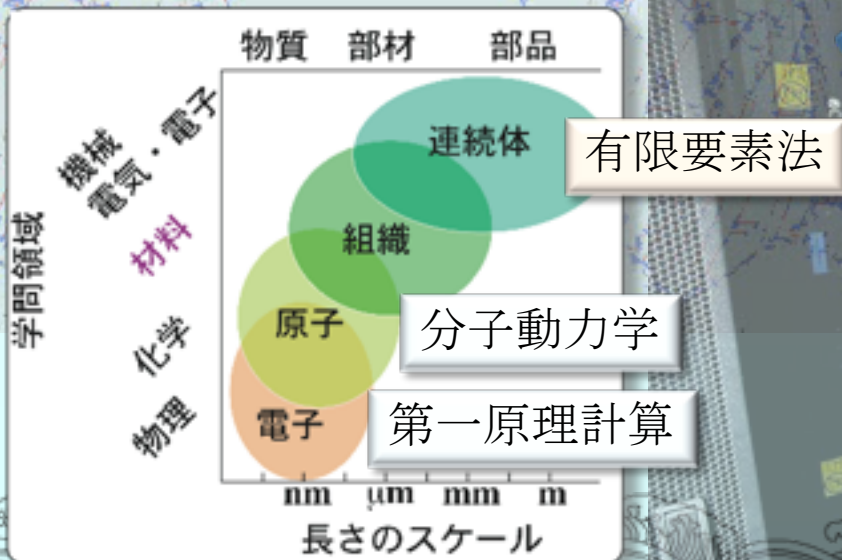 物質 部材 部品
機械
電気・電子
連続体
有限要素法
学問領域
材料
組織
化学
原子
分子動力学
物理
電子
第一原理計算
nm μm mm m
長さのスケール